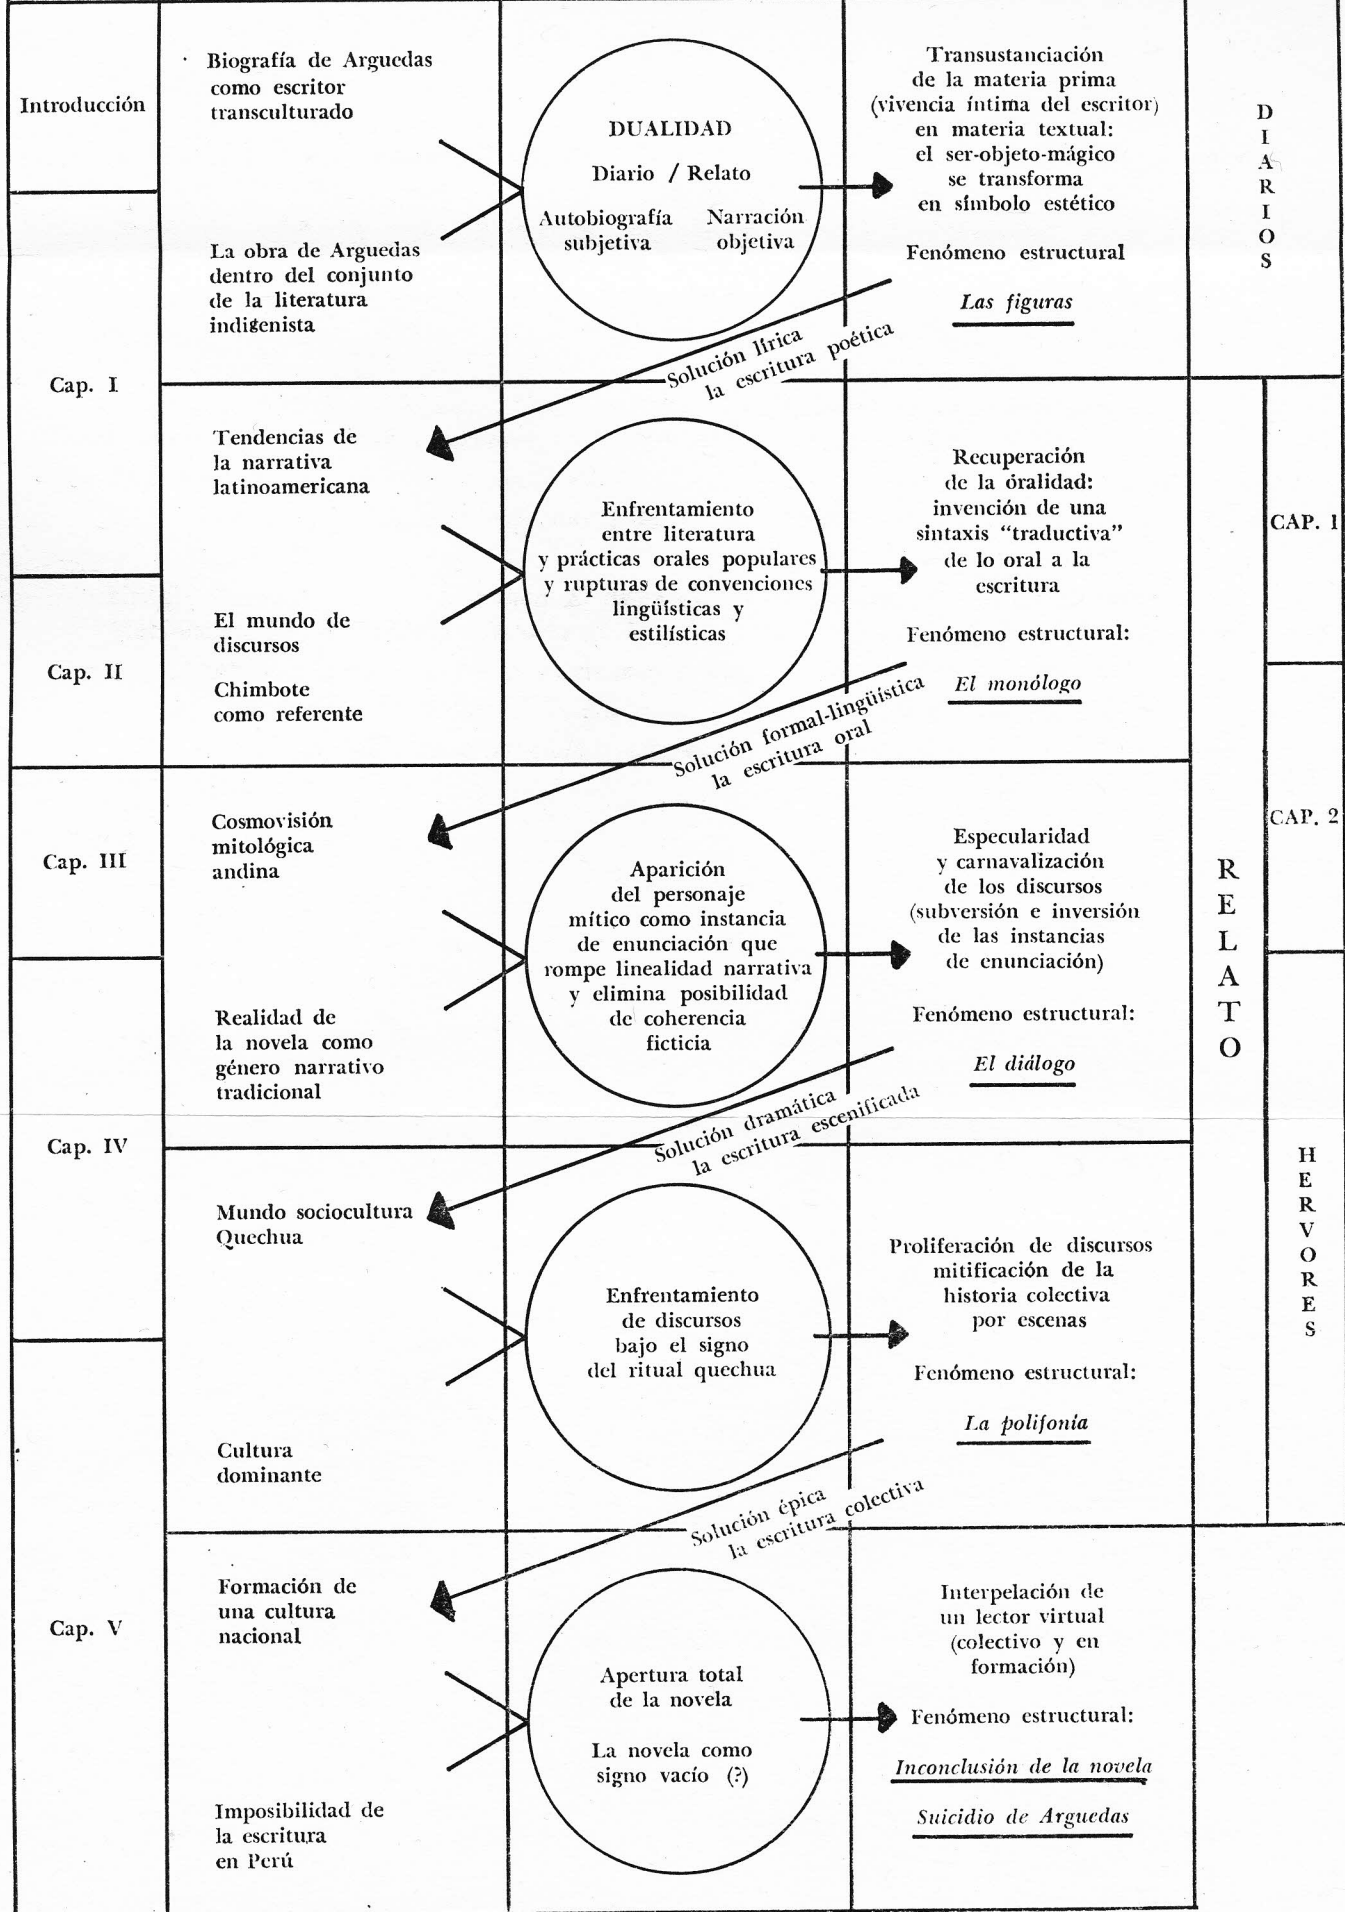 Introducción
Cap. I
Cap. II
Cap. III
Cap. IV
Cap. V
Biografía de Arguedas
como escritor
transculturado
La obra de Arguedas
dentro del conjunto
de la literatura
indigenista
DUALIDAD
Diario / Relato
Autobiografía
subjetiva
Narración
objetiva
Transustanciación
de la materia prima
(vivencia íntima del escritor)
en materia textual:
el ser-objeto-mágico
se transforma
en símbolo estético
Fenómeno estructural
Las figuras
Solución lírica
la escritura poética
Tendencias de
la narrativa
latinoamericana
El mundo de
discursos
Chimbote
como referente
Enfrentamiento
entre literatura
y prácticas orales populares
y rupturas de convenciones
lingüísticas y
estilísticas
Recuperación
de la oralidad:
invención de una
sintaxis “traductiva”
de lo oral a la
escritura
Fenómeno estructural:
El monólogo
Solución formal-lingüística
la escritura oral
Cosmovisión
mitológica
andina
Realidad de
la novela como
género narrativo
tradicional
Aparición
del personaje
mítico como instancia
de enunciación que
rompe linealidad narrativa
y elimina posibilidad
de coherencia
ficticia
Especularidad
y carnavalización
de los discursos
(subversión e inversión
de las instancias
de enunciación)
Fenómeno estructural:
El diálogo
Solución dramática
la escritura escenificada
Mundo sociocultura
Quechua
Cultura
dominante
Enfrentamiento
de discursos
bajo el signo
del ritual quechua
Proliferación de discursos
mitificación de la
historia colectiva
por escenas
Fenómeno estructural:
La polifonía
Solución épica
la escritura colectiva
Formación de
una cultura
nacional
Imposibilidad de
la escritura
en Perú
Apertura total
de la novela
La novela como
signo vacío (?)
Interpelación de
un lector virtual
(colectivo y en
formación)
Fenómeno estructural:
Inconclusión de la novela
Suicidio de Arguedas
DIARIOS
RELATO
CAP. 1
CAP. 2
HERVORES